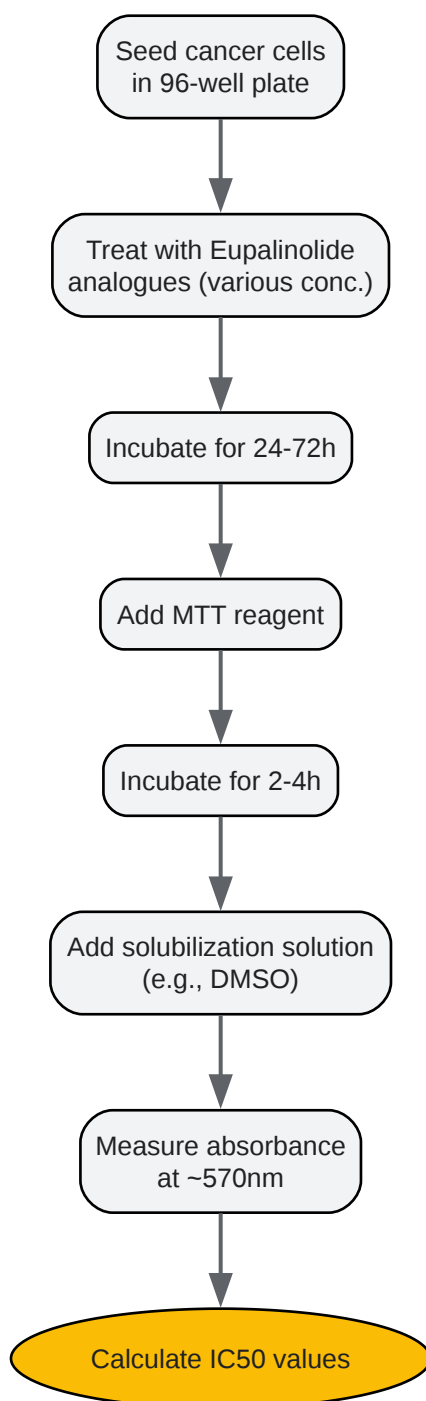 Seed cancer cells
in 96-well plate
Treat with Eupalinolide
analogues (various conc.)
Incubate for 24-72h
Add MTT reagent
Incubate for 2-4h
Add solubilization solution
(e.g., DMSO)
Measure absorbance
at ~570nm
Calculate IC50 values